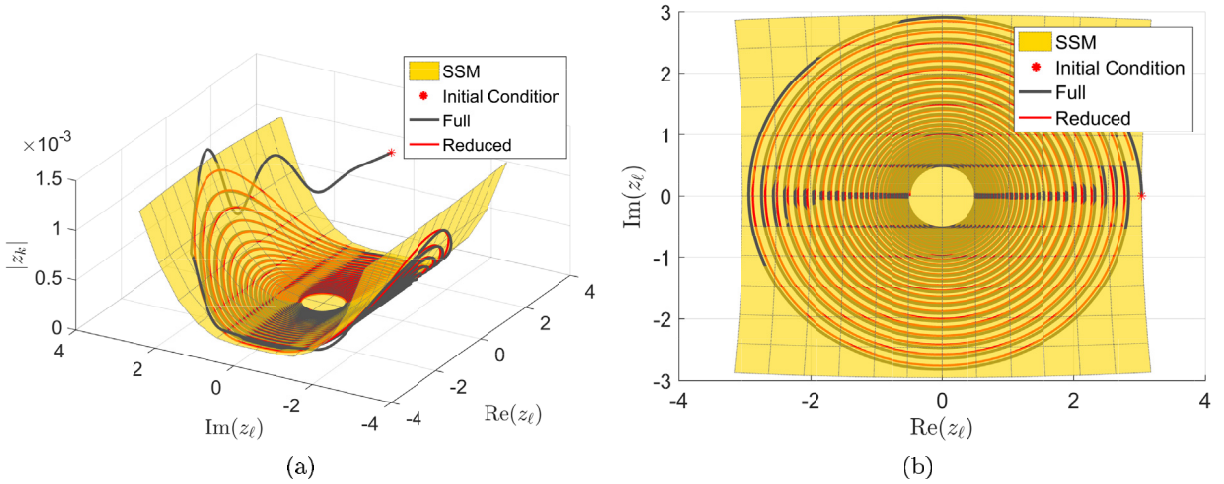 (a)
SSM
Initial Condition
Full
Reduced
×10⁻³
1.5
1
0.5
0
|z_k|
4
2
0
-2
-4
Im(z_ℓ)
-4
-2
0
2
4
Re(z_ℓ)
(a)
(b)
SSM
Initial Condition
Full
Reduced
3
2
1
0
-1
-2
-3
Im(z_ℓ)
-4
-2
0
2
4
Re(z_ℓ)
(b)